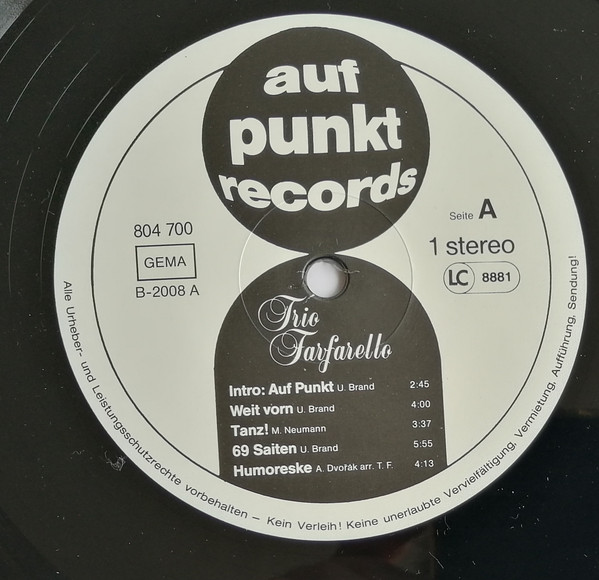 auf
punkt
records
804 700
GEMA
B-2008 A
Seite A
1 stereo
LC 8881
Trio
Farfarello
Intro: Auf Punkt U. Brand 2:45
Weit vorn U. Brand 4:00
Tanz! M. Neumann 3:37
69 Saiten U. Brand 5:55
Humoreske A. Dvořák arr. T. F. 4:13
Alle Urheber- und Leistungsschutzrechte vorbehalten – Kein Verleih! Keine unerlaubte Vervielfältigung, Vermietung, Aufführung, Sendung!